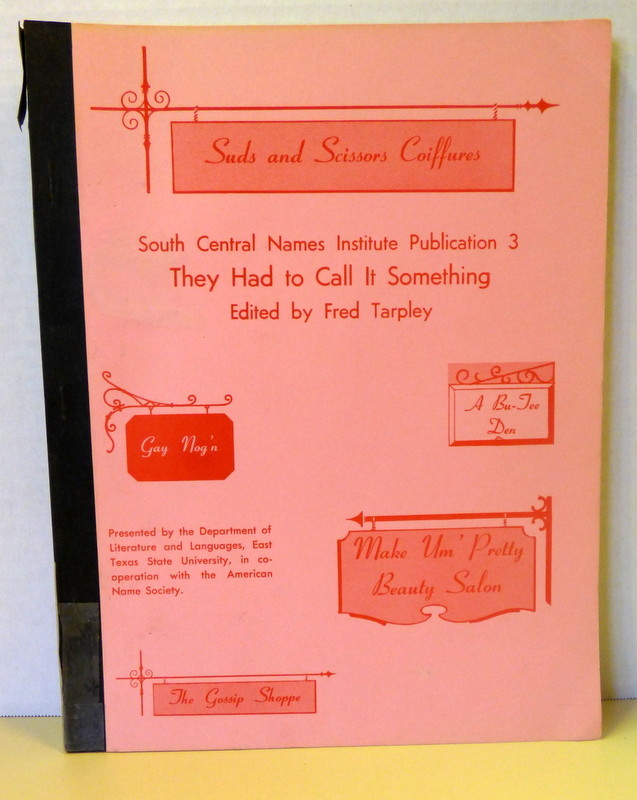 Suds and Scissors Coiffures
South Central Names Institute Publication 3
They Had to Call It Something
Edited by Fred Tarpley
A Bu-Tee
Den
Gay Nog'n
Presented by the Department of
Literature and Languages, East
Texas State University, in co-
operation with the American
Name Society.
Make Um' Pretty
Beauty Salon
The Gossip Shoppe